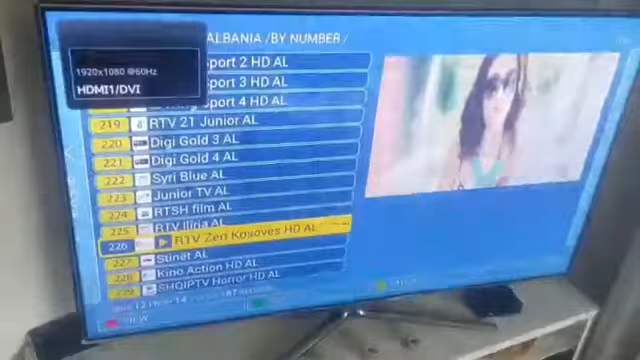 ALBANIA /BY NUMBER /
1920x1080 @60Hz
HDMI1/DVI
Sport 2 HD AL
Sport 3 HD AL
Sport 4 HD AL
219 RTV 21 Junior AL
220 Digi Gold 3 AL
221 Digi Gold 4 AL
222 Syri Blue AL
223 Junior TV AL
224 RTSH film AL
225 RTV Iliria AL
226 RTV Zeri Kosoves HD AL
227 Stinët AL
228 Kino Action HD AL
229 SHQIPTV Horror HD AL